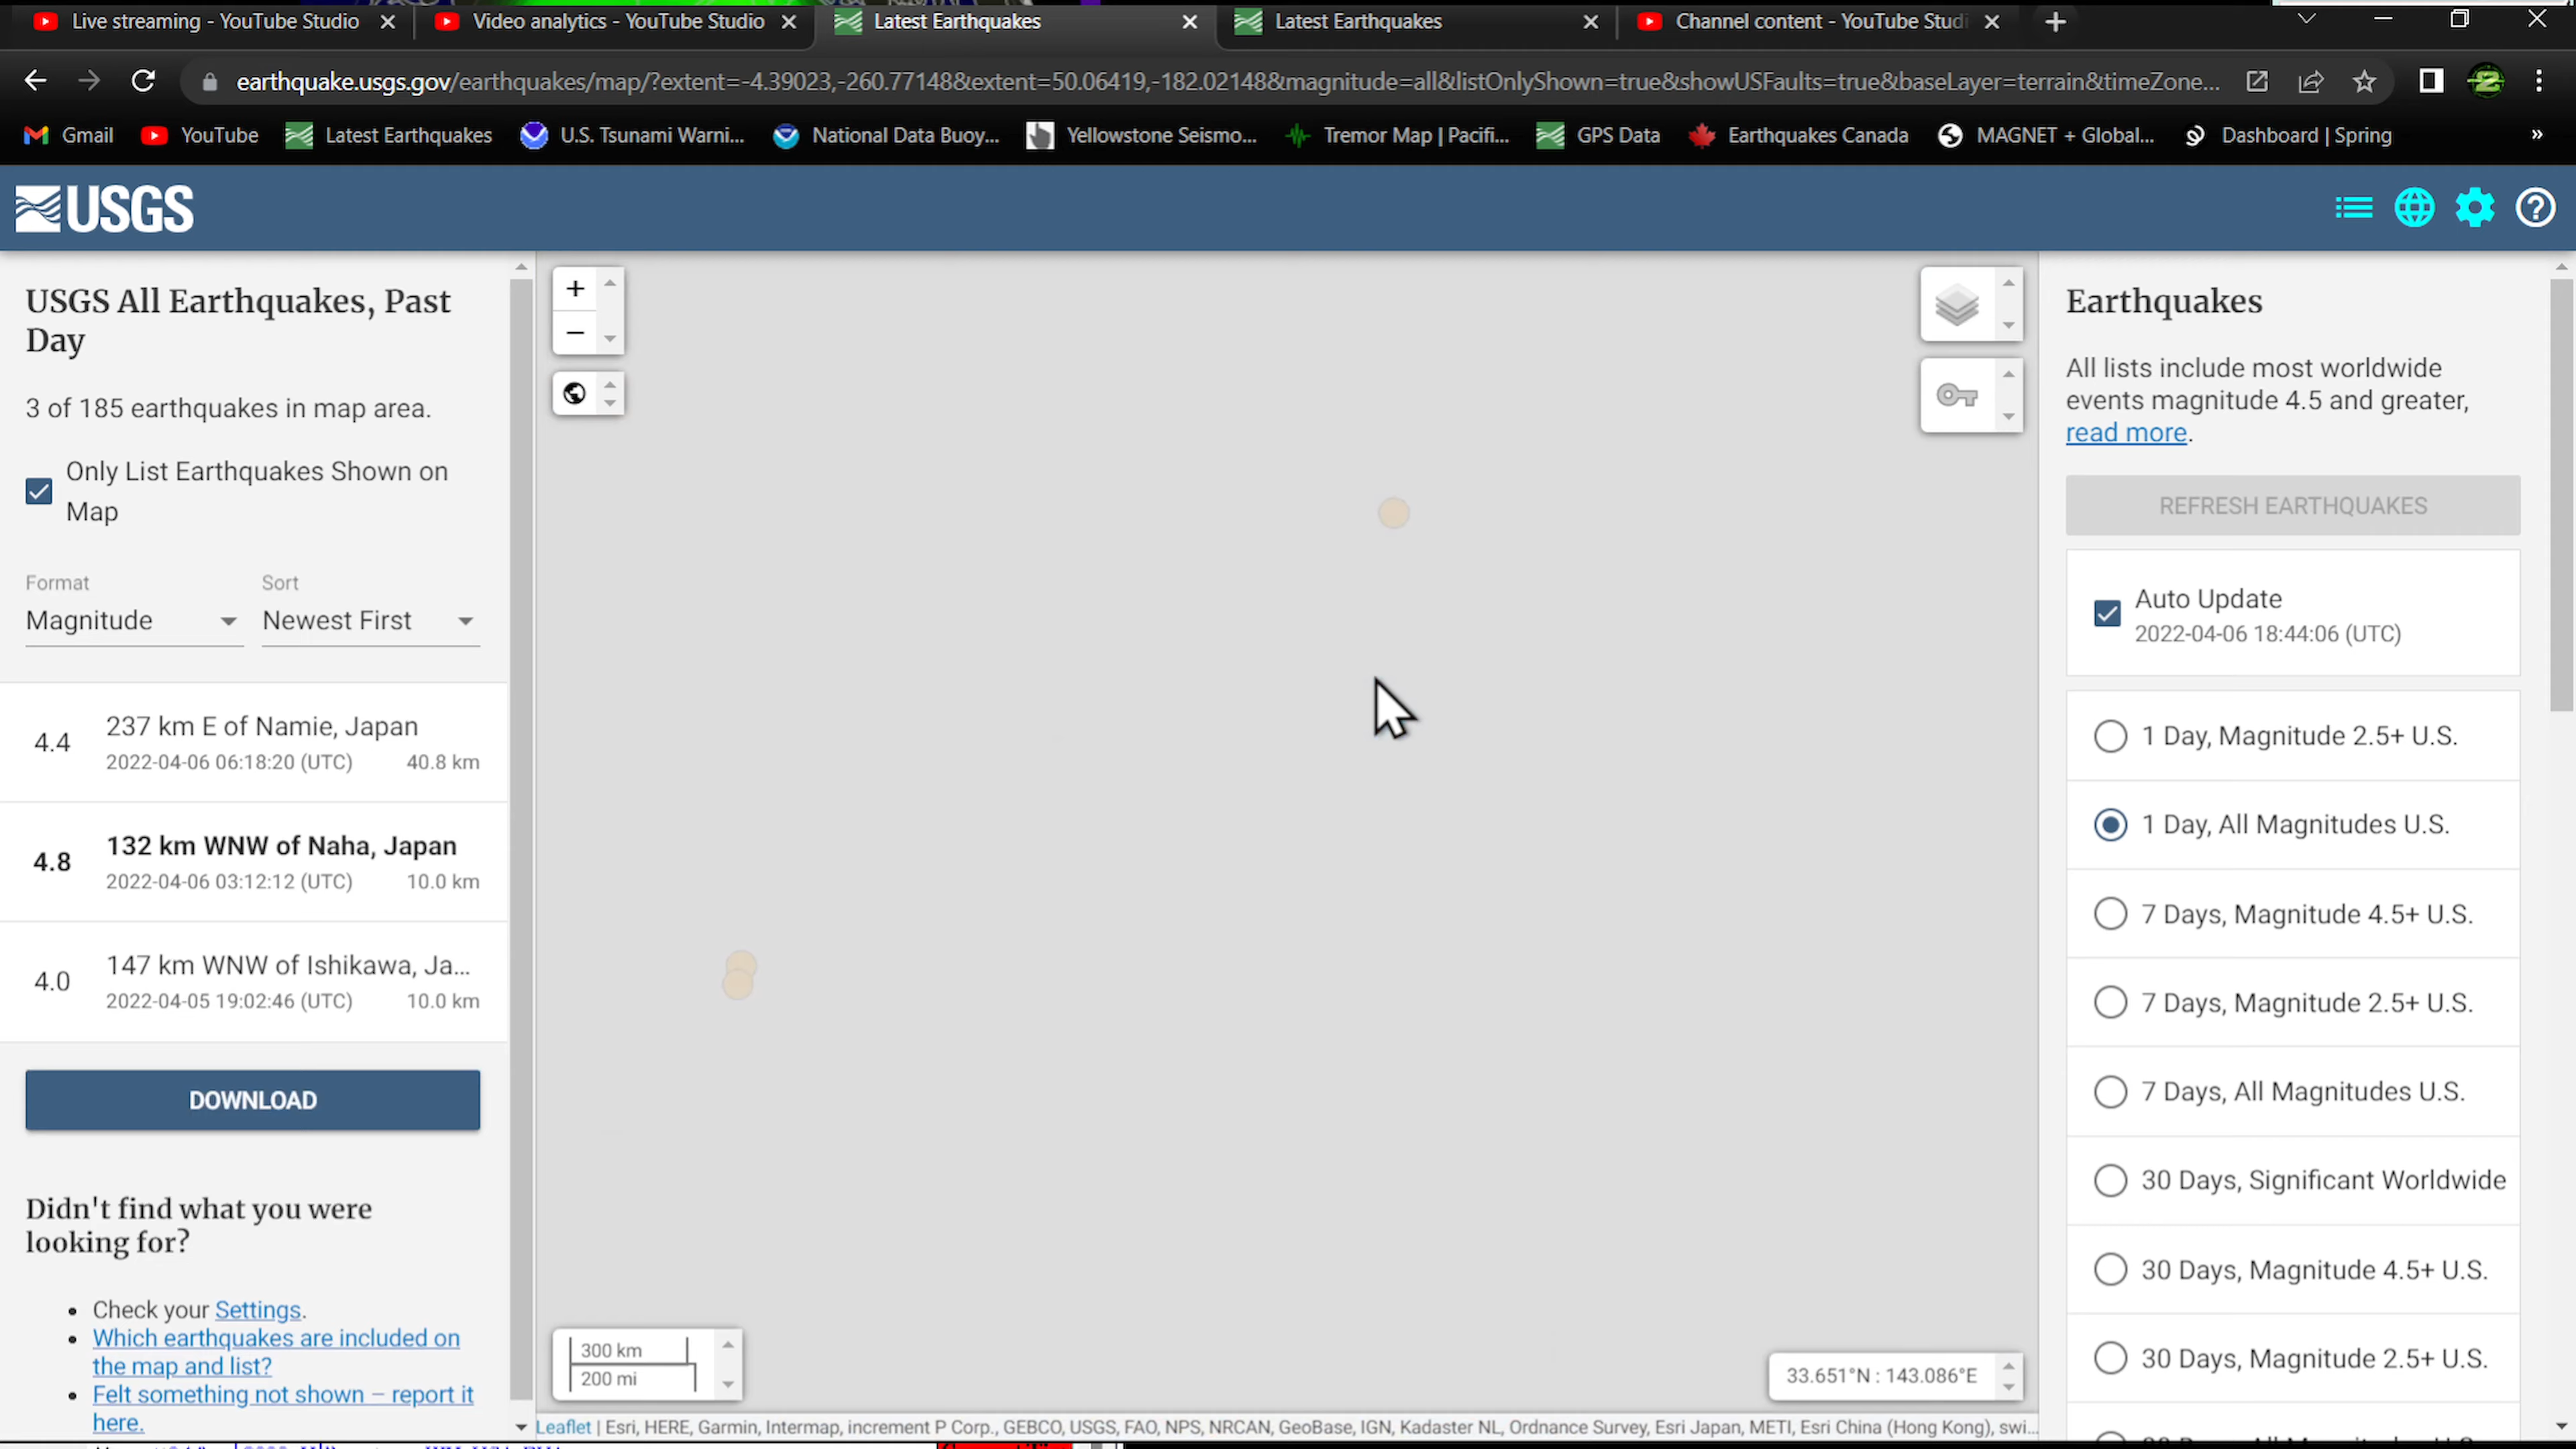 Live streaming - YouTube Studio
Video analytics - YouTube Studio
Latest Earthquakes
Latest Earthquakes
Channel content - YouTube Studi
earthquake.usgs.gov/earthquakes/map/?extent=-4.39023,-260.77148&extent=50.06419,-182.02148&magnitude=all&listOnlyShown=true&showUSFaults=true&baseLayer=terrain&timeZone...
Gmail
YouTube
Latest Earthquakes
U.S. Tsunami Warni...
National Data Buoy...
Yellowstone Seismo...
Tremor Map | Pacifi...
GPS Data
Earthquakes Canada
MAGNET + Global...
Dashboard | Spring
»
USGS
USGS All Earthquakes, Past
Day
3 of 185 earthquakes in map area.
Only List Earthquakes Shown on
Map
Format
Sort
Magnitude
Newest First
4.4
237 km E of Namie, Japan
2022-04-06 06:18:20 (UTC) 40.8 km
4.8
132 km WNW of Naha, Japan
2022-04-06 03:12:12 (UTC) 10.0 km
4.0
147 km WNW of Ishikawa, Ja...
2022-04-05 19:02:46 (UTC) 10.0 km
DOWNLOAD
Didn't find what you were
looking for?
• Check your Settings.
• Which earthquakes are included on
the map and list?
• Felt something not shown – report it
here.
+
−
300 km
200 mi
33.651°N : 143.086°E
Leaflet | Esri, HERE, Garmin, Intermap, increment P Corp., GEBCO, USGS, FAO, NPS, NRCAN, GeoBase, IGN, Kadaster NL, Ordnance Survey, Esri Japan, METI, Esri China (Hong Kong), swi...
Earthquakes
All lists include most worldwide
events magnitude 4.5 and greater,
read more.
REFRESH EARTHQUAKES
Auto Update
2022-04-06 18:44:06 (UTC)
1 Day, Magnitude 2.5+ U.S.
1 Day, All Magnitudes U.S.
7 Days, Magnitude 4.5+ U.S.
7 Days, Magnitude 2.5+ U.S.
7 Days, All Magnitudes U.S.
30 Days, Significant Worldwide
30 Days, Magnitude 4.5+ U.S.
30 Days, Magnitude 2.5+ U.S.